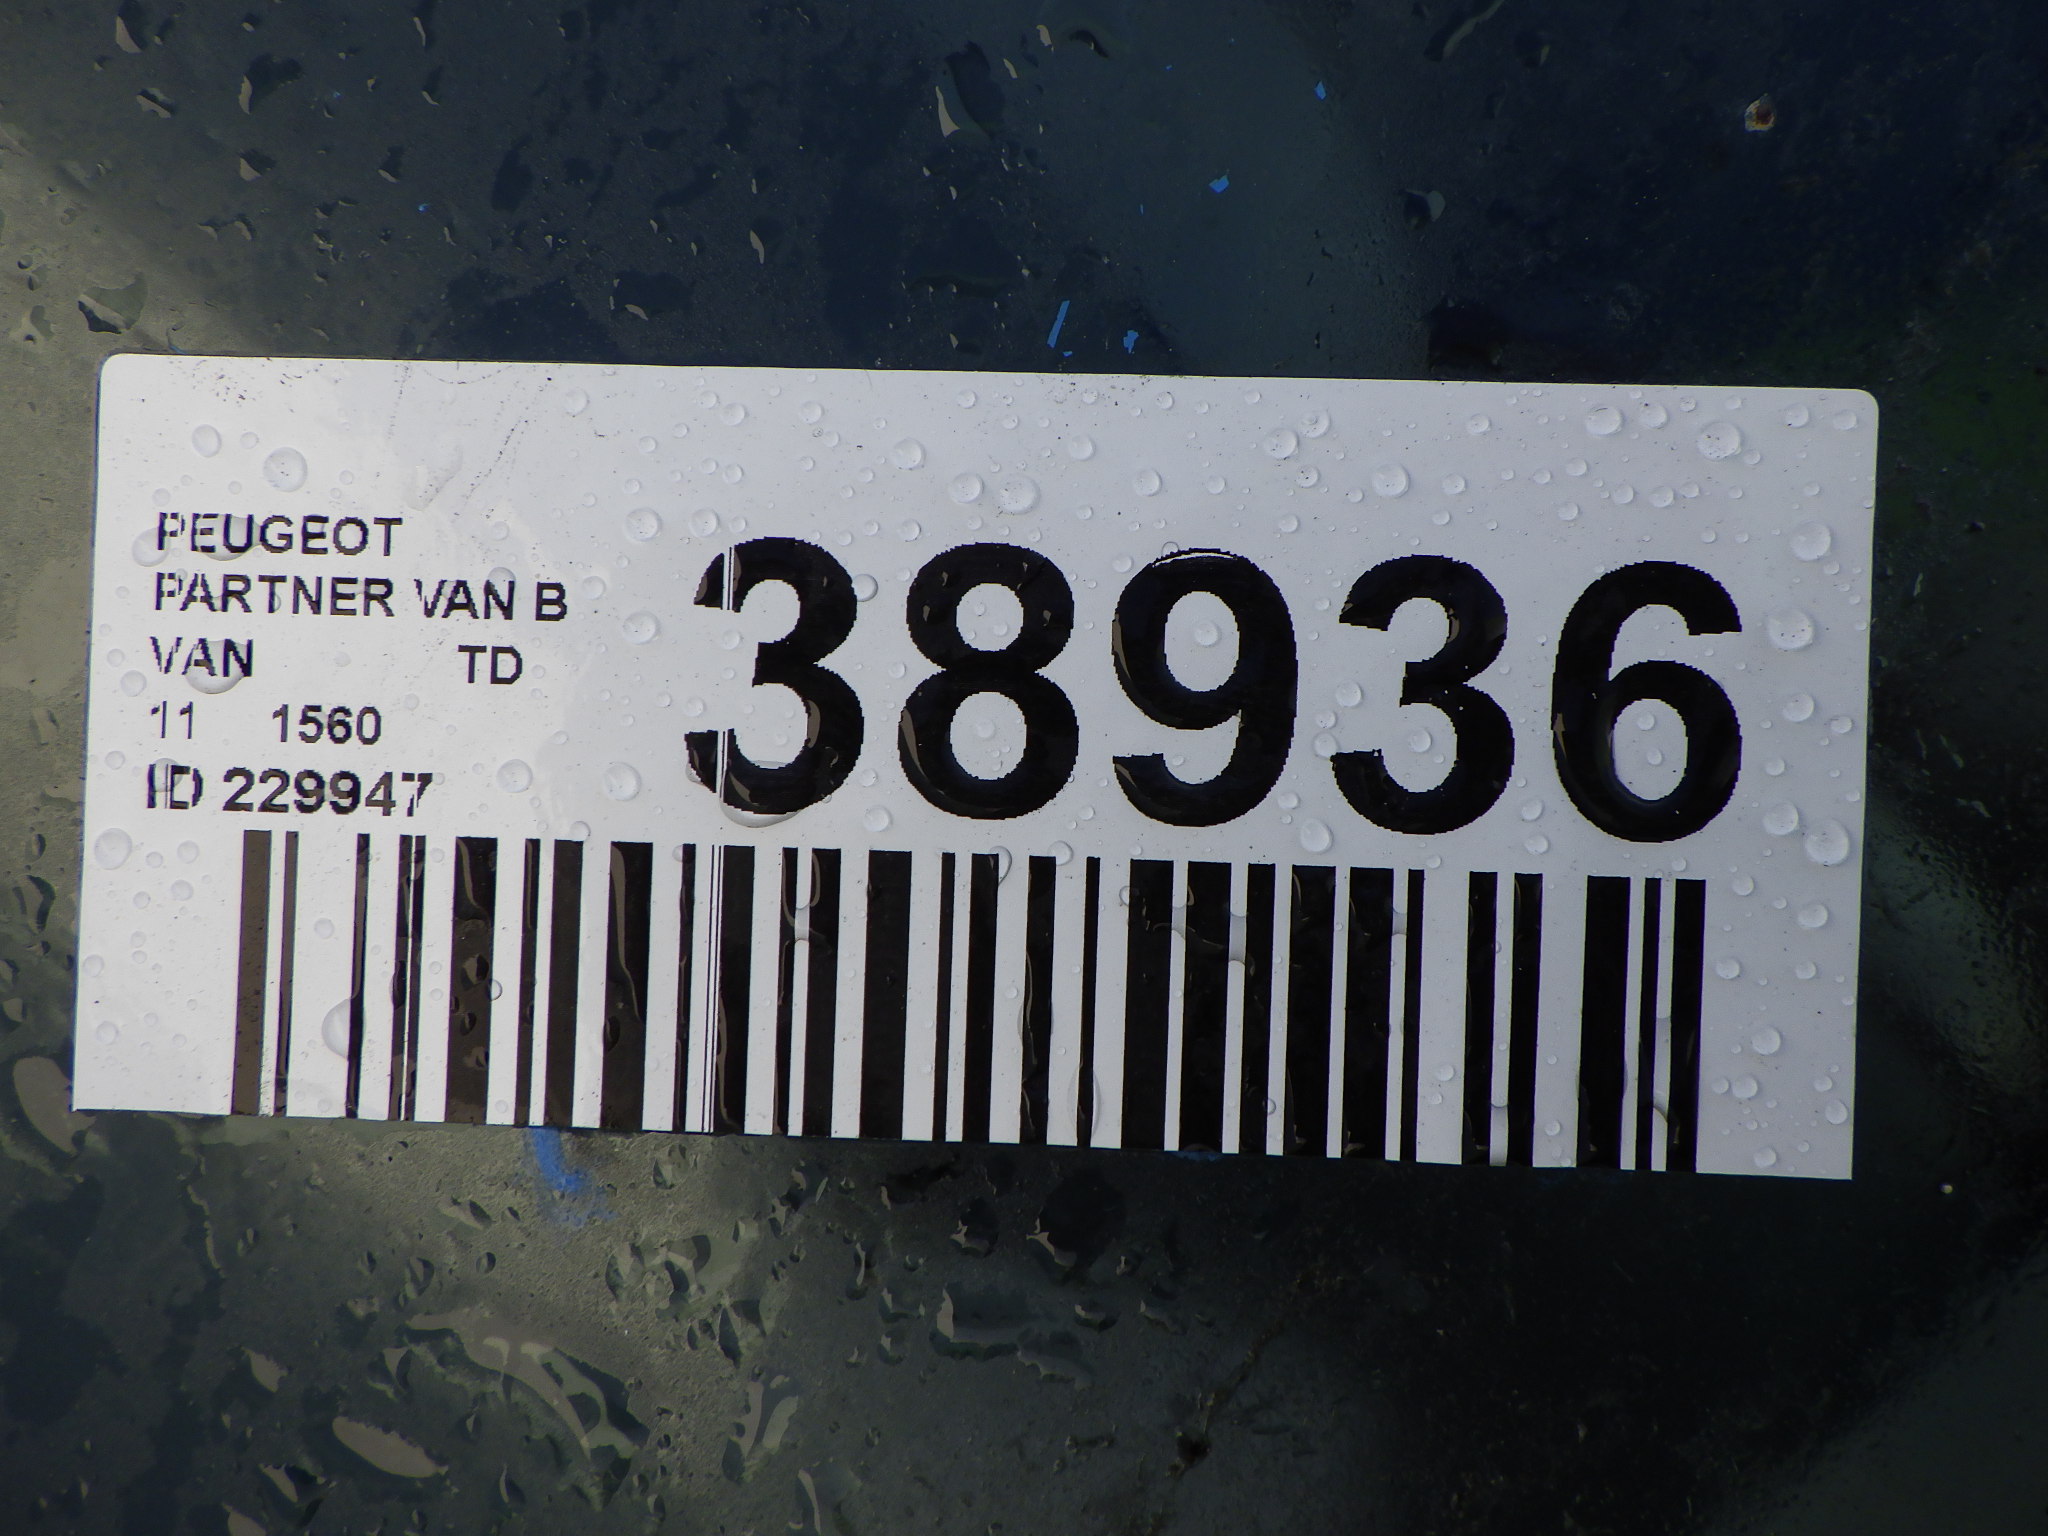 PEUGEOT
PARTNER VAN B
VAN TD
11 1560
ID 229947
38936